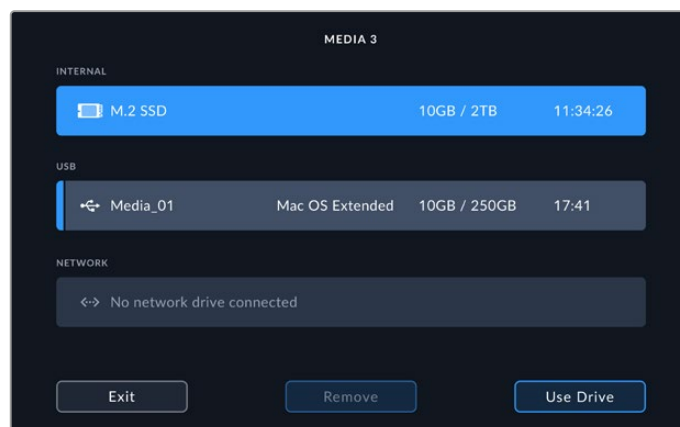 MEDIA 3
INTERNAL
M.2 SSD 10GB / 2TB 11:34:26
USB
Media_01 Mac OS Extended 10GB / 250GB 17:41
NETWORK
No network drive connected
Exit Remove Use Drive